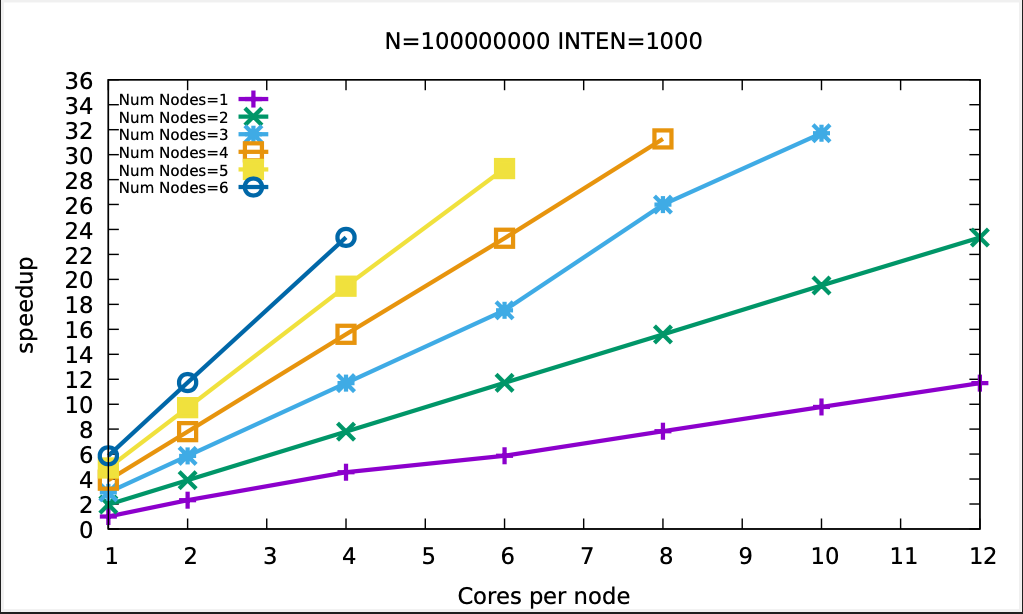 N=100000000 INTEN=1000
36
34
32
30
28
26
24
22
20
18
16
14
12
10
8
6
4
2
0
speedup
Num Nodes=1
Num Nodes=2
Num Nodes=3
Num Nodes=4
Num Nodes=5
Num Nodes=6
1 2 3 4 5 6 7 8 9 10 11 12
Cores per node